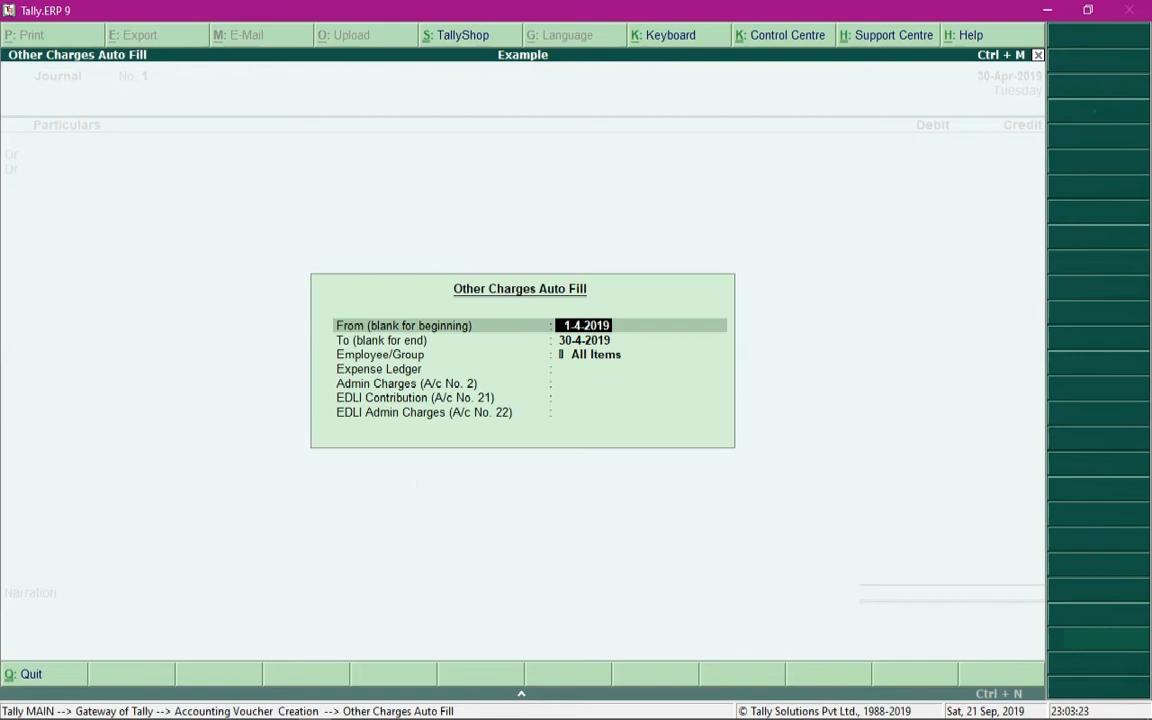 Tally.ERP 9
P: Print E: Export M: E-Mail O: Upload S: TallyShop G: Language K: Keyboard K: Control Centre H: Support Centre H: Help
Other Charges Auto Fill Example Ctrl + M
Journal No. 1 30-Apr-2019
Tuesday
Particulars Debit Credit
Dr
Dr
Other Charges Auto Fill
From (blank for beginning) : 1-4-2019
To (blank for end) : 30-4-2019
Employee/Group : All Items
Expense Ledger :
Admin Charges (A/c No. 2) :
EDLI Contribution (A/c No. 21) :
EDLI Admin Charges (A/c No. 22) :
Narration
Q: Quit
Ctrl + N
Tally MAIN --> Gateway of Tally --> Accounting Voucher Creation --> Other Charges Auto Fill © Tally Solutions Pvt Ltd., 1988-2019 Sat, 21 Sep, 2019 23:03:23